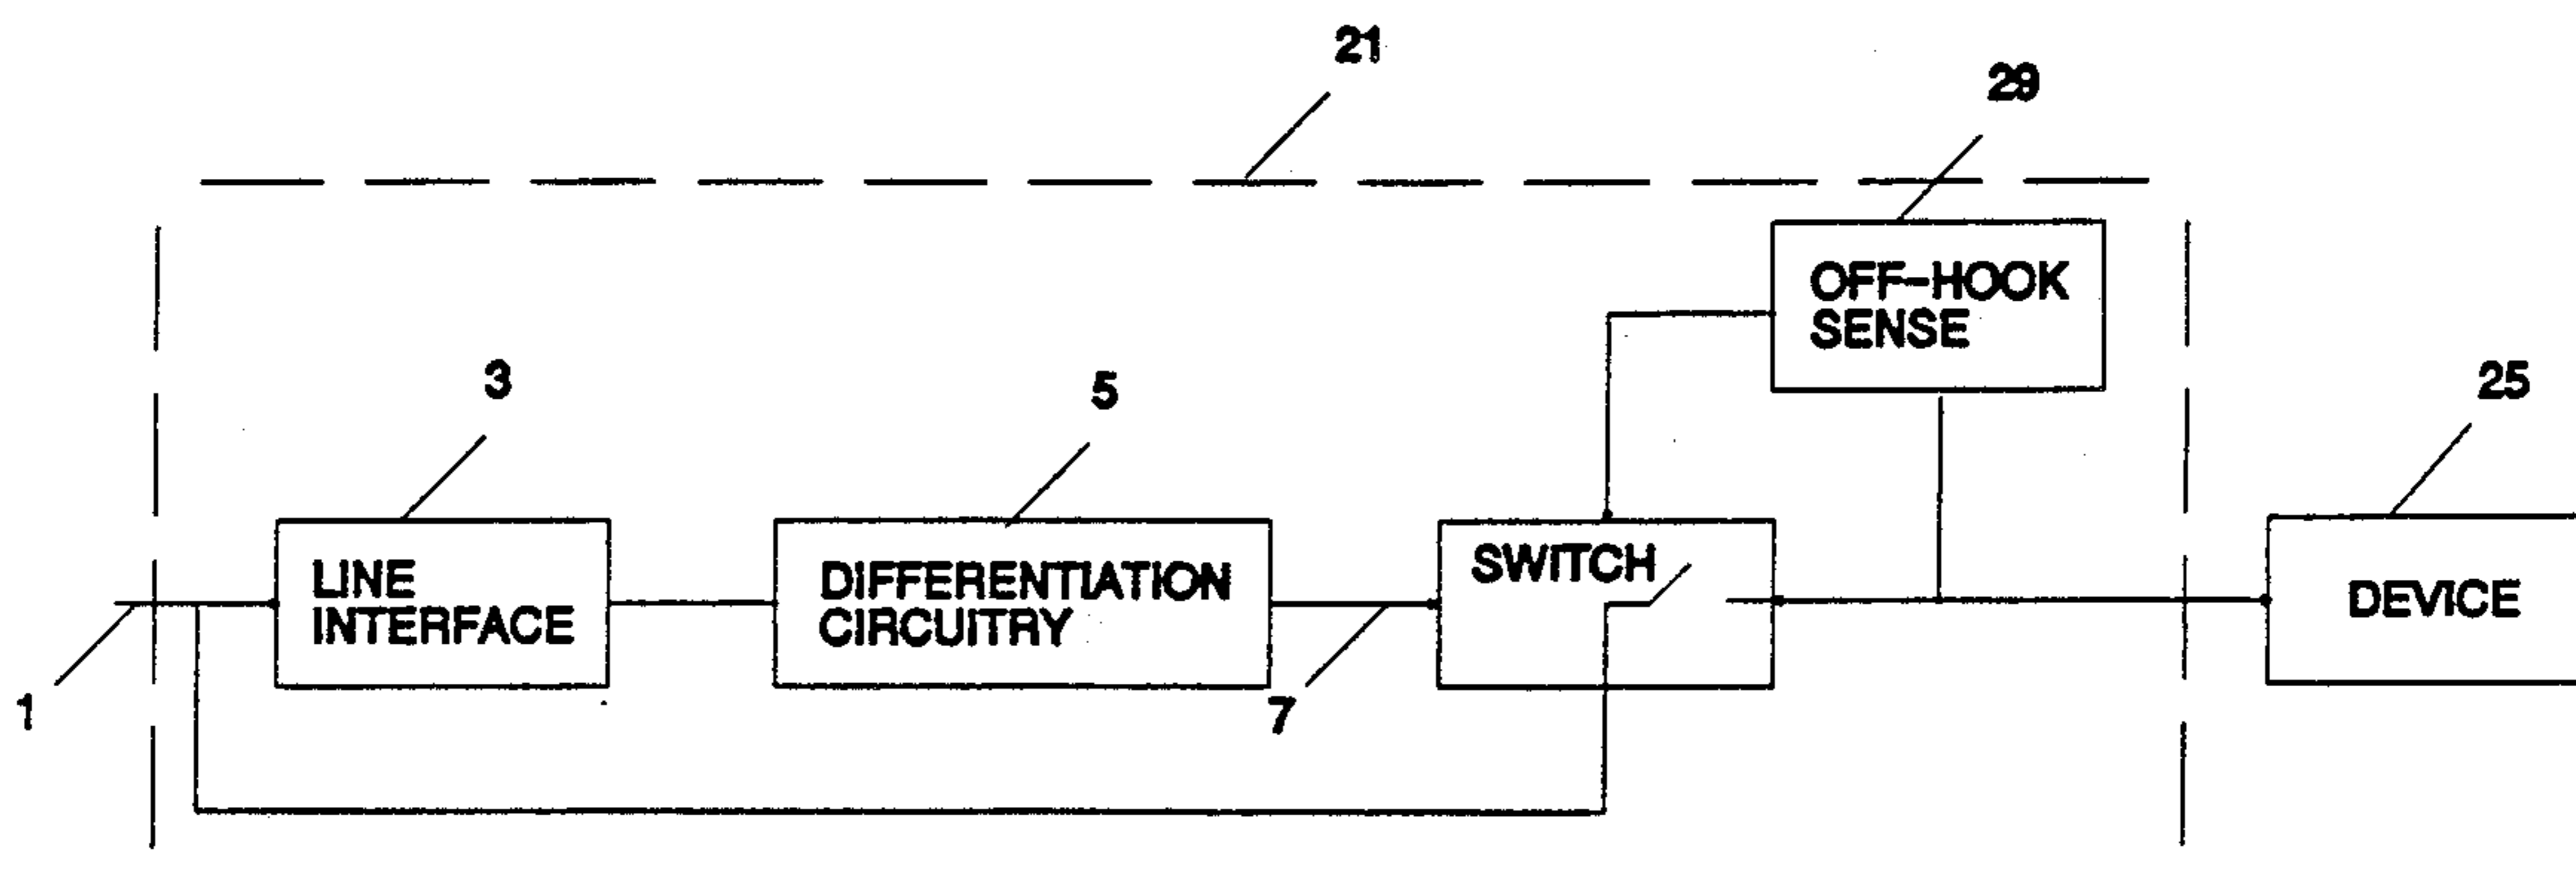 21
29
OFF-HOOK
SENSE
3
5
25
LINE
INTERFACE
DIFFERENTIATION
CIRCUITRY
SWITCH
DEVICE
1
7